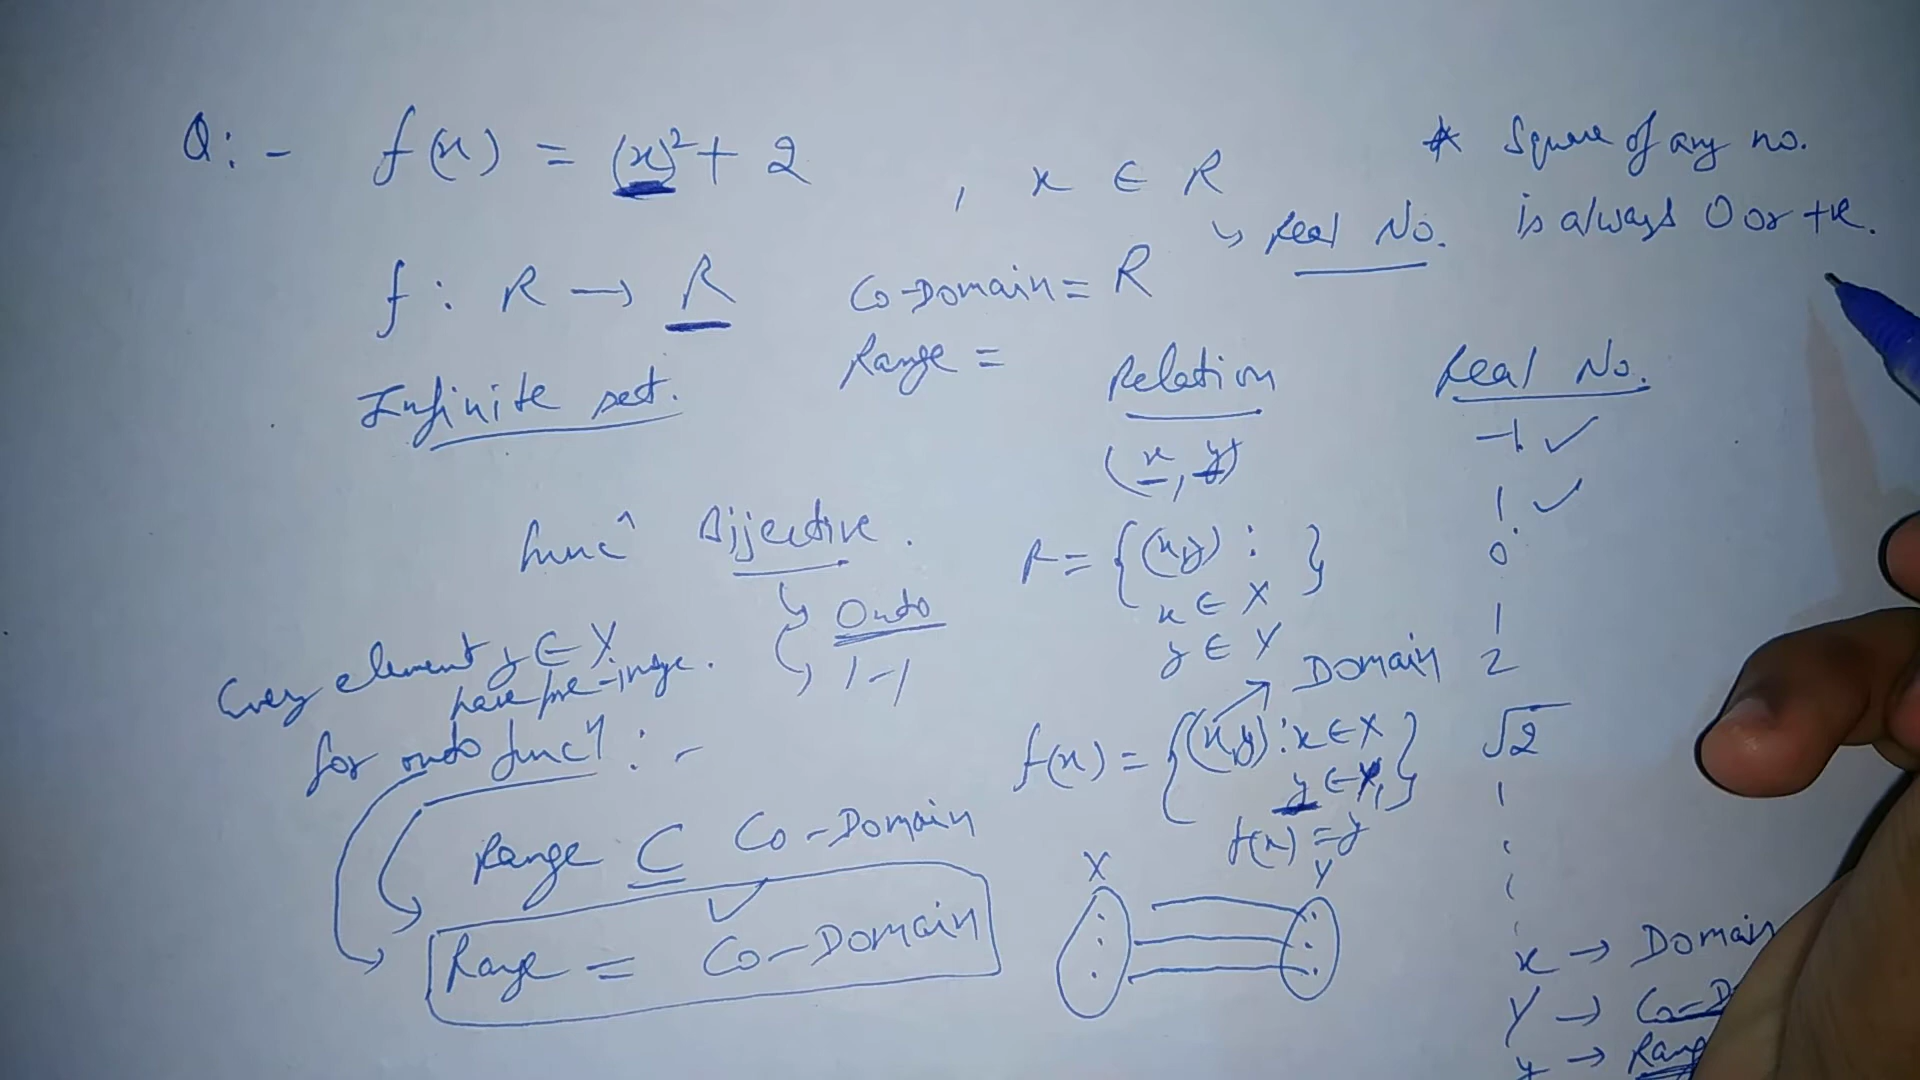 Q:- f(x) = (x)²+ 2 , x ∈ R
↳ Real No.
* Square of any no.
is always 0 or +ve.
f : R → R
Co-Domain = R
Range =
Infinite set.
Relation
(x, y)
R = {(x,y) : }
x ∈ X
y ∈ Y
Real No.
-1 ✓
1 ✓
0
1
2
√2
func^n Bijective.
↳ Onto
↳ 1-1
Every element y ∈ Y
have pre-image.
for onto func^n :-
Range ⊂ Co-Domain
Range = Co-Domain ✓
Domain
f(x) = {(x,y) : x ∈ X
y ∈ Y, }
f(x) = y
X Y
x → Domain
Y → Co-D
y → Rang